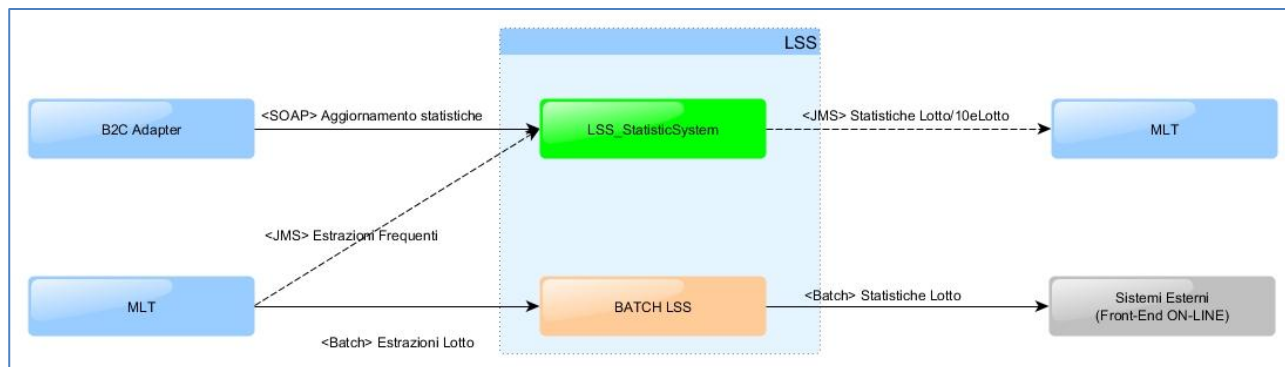 LSS
B2C Adapter
<SOAP> Aggiornamento statistiche
LSS_StatisticSystem
<JMS> Statistiche Lotto/10eLotto
MLT
<JMS> Estrazioni Frequenti
MLT
<Batch> Estrazioni Lotto
BATCH LSS
<Batch> Statistiche Lotto
Sistemi Esterni
(Front-End ON-LINE)